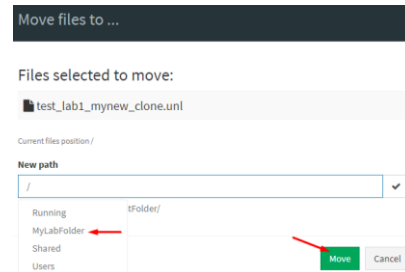 Move files to ...
Files selected to move:
test_lab1_mynew_clone.unl
Current files position /
New path
/
Running
tFolder/
MyLabFolder
Shared
Users
Move
Cancel